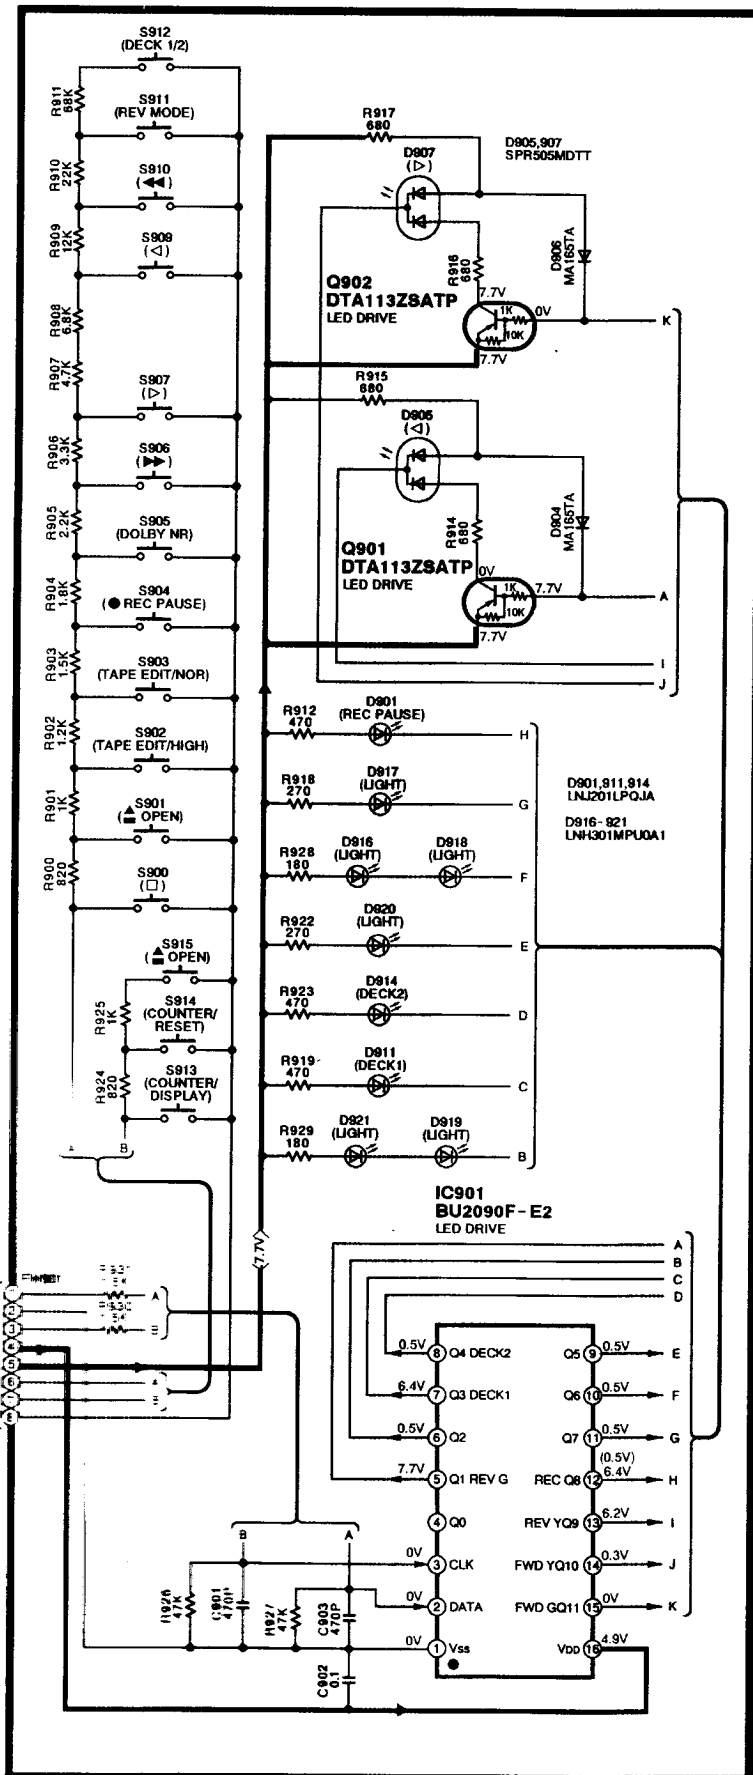 S912
(DECK 1/2)
R911
68K
S911
(REV MODE)
R910
22K
S910
(◀◀)
R909
12K
S909
(◁)
R908
6.8K
R907
4.7K
S907
(▷)
R906
3.3K
S906
(▶▶)
R905
2.2K
S905
(DOLBY NR)
R904
1.8K
S904
(● REC PAUSE)
R903
1.5K
S903
(TAPE EDIT/NOR)
R902
1.2K
S902
(TAPE EDIT/HIGH)
R901
1K
S901
(⏏ OPEN)
R900
820
S900
(□)
S915
(⏏ OPEN)
R925
1K
S914
(COUNTER/
RESET)
R924
820
S913
(COUNTER/
DISPLAY)
B
R917
680
D907
(▷)
D905,907
SPR505MDTT
R916
680
D906
MA165TA
Q902
DTA113ZSATP
LED DRIVE
7.7V
1K
10K
0V
7.7V
K
R915
680
D905
(◁)
R914
680
D904
MA165TA
Q901
DTA113ZSATP
LED DRIVE
0V
1K
10K
7.7V
7.7V
A
I
J
R912
470
D901
(REC PAUSE)
H
R918
270
D917
(LIGHT)
G
D901,911,914
LNJ201LPQJA
D916-921
LNH301MPU0A1
R928
180
D916
(LIGHT)
D918
(LIGHT)
F
R922
270
D920
(LIGHT)
E
R923
470
D914
(DECK2)
D
R919
470
D911
(DECK1)
C
R929
180
D921
(LIGHT)
D919
(LIGHT)
B
7.7V
IC901
BU2090F-E2
LED DRIVE
A
B
C
D
0.5V 8 Q4 DECK2
Q5 9 0.5V E
6.4V 7 Q3 DECK1
Q6 10 0.5V F
0.5V 6 Q2
Q7 11 0.5V G
7.7V 5 Q1 REV G
(0.5V)
REC Q8 12 6.4V H
4 Q0
REV YQ9 13 6.2V I
0V 3 CLK
FWD YQ10 14 0.3V J
0V 2 DATA
FWD GQ11 15 0V K
0V 1 Vss
VDD 16 4.9V
A
B
1
2
3
4
5
6
7
8
B
A
R926
47K
C901
470P
R927
47K
C903
470P
C902
0.1